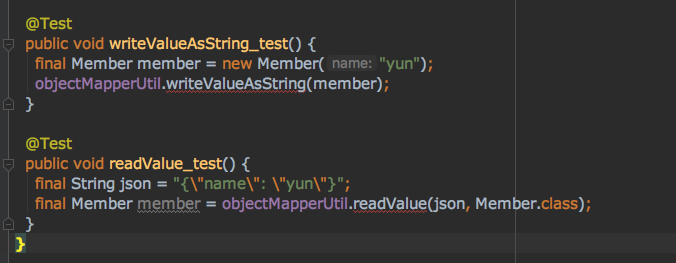 @Test
public void writeValueAsString_test() {
final Member member = new Member( name: "yun");
objectMapperUtil.writeValueAsString(member);
}
@Test
public void readValue_test() {
final String json = "{\"name\": \"yun\"}";
final Member member = objectMapperUtil.readValue(json, Member.class);
}
}